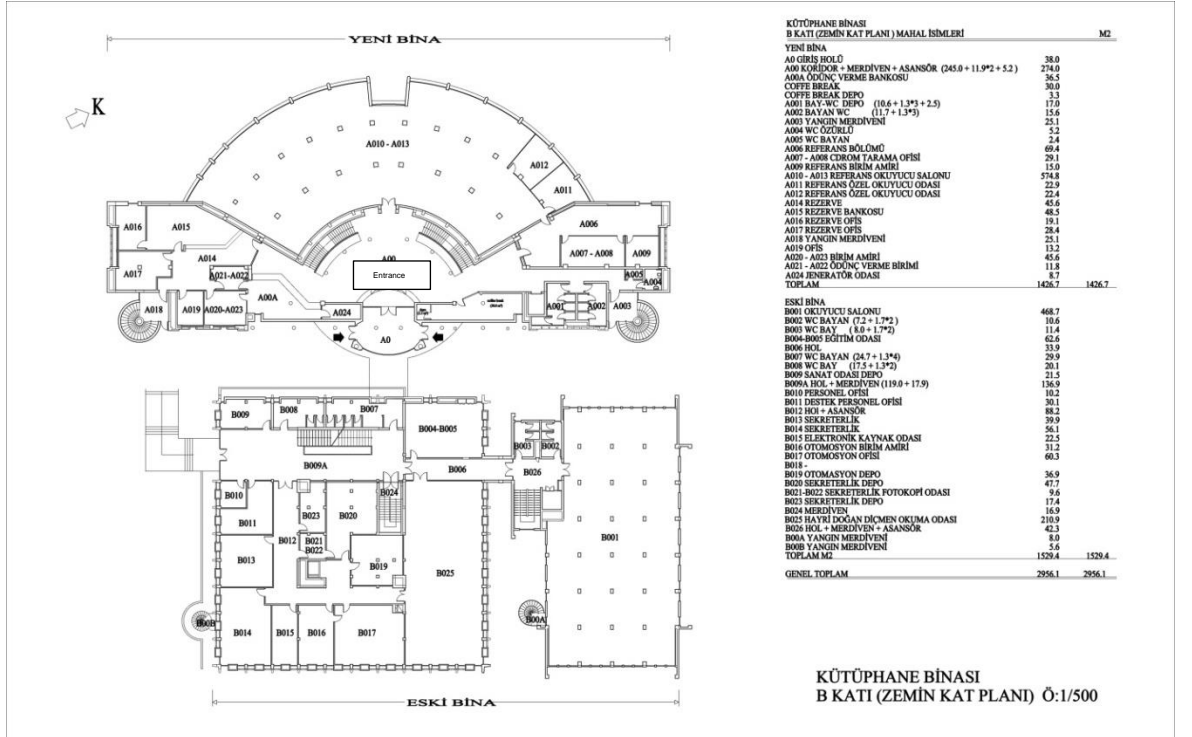 YENİ BİNA
K
A010 - A013
A012
A011
A016
A015
A006
A014
A00
A007 - A008
A009
Entrance
A017
A021-A022
A005
A004
A00A
A018
A019
A020-A023
A024
A001
A002
A003
A0
B009
B008
B007
B004-B005
B003
B002
B009A
B006
B026
B010
B024
B011
B023
B020
B012
B021
B022
B001
B013
B019
B025
B00B
B014
B015
B016
B017
B00A
ESKİ BİNA
KÜTÜPHANE BİNASI
B KATI (ZEMİN KAT PLANI ) MAHAL İSİMLERİ M2
YENİ BİNA
A0 GİRİŞ HOLÜ 38.0
A00 KORİDOR + MERDİVEN + ASANSÖR (245.0 + 11.9*2 + 5.2 ) 274.0
A00A ÖDÜNÇ VERME BANKOSU 36.5
COFFE BREAK 30.0
COFFE BREAK DEPO 3.3
A001 BAY-WC DEPO (10.6 + 1.3*3 + 2.5) 17.0
A002 BAYAN WC (11.7 + 1.3*3) 15.6
A003 YANGIN MERDİVENİ 25.1
A004 WC ÖZÜRLÜ 5.2
A005 WC BAYAN 2.4
A006 REFERANS BÖLÜMÜ 69.4
A007 - A008 CDROM TARAMA OFİSİ 29.1
A009 REFERANS BİRİM AMİRİ 15.0
A010 - A013 REFERANS OKUYUCU SALONU 574.8
A011 REFERANS ÖZEL OKUYUCU ODASI 22.9
A012 REFERANS ÖZEL OKUYUCU ODASI 22.4
A014 REZERVE 45.6
A015 REZERVE BANKOSU 48.5
A016 REZERVE OFİS 19.1
A017 REZERVE OFİS 28.4
A018 YANGIN MERDİVENİ 25.1
A019 OFİS 13.2
A020 - A023 BİRİM AMİRİ 45.6
A021 - A022 ÖDÜNÇ VERME BİRİMİ 11.8
A024 JENERATÖR ODASI 8.7
TOPLAM 1426.7 1426.7
ESKİ BİNA
B001 OKUYUCU SALONU 468.7
B002 WC BAYAN (7.2 + 1.7*2 ) 10.6
B003 WC BAY ( 8.0 + 1.7*2) 11.4
B004-B005 EĞİTİM ODASI 62.6
B006 HOL 33.9
B007 WC BAYAN (24.7 + 1.3*4) 29.9
B008 WC BAY (17.5 + 1.3*2) 20.1
B009 SANAT ODASI DEPO 21.5
B009A HOL + MERDİVEN (119.0 + 17.9) 136.9
B010 PERSONEL OFİSİ 10.2
B011 DESTEK PERSONEL OFİSİ 30.1
B012 HOl + ASANSÖR 88.2
B013 SEKRETERLİK 39.9
B014 SEKRETERLİK 56.1
B015 ELEKTRONİK KAYNAK ODASI 22.5
B016 OTOMOSYON BİRİM AMİRİ 31.2
B017 OTOMOSYON OFİSİ 60.3
B018 -
B019 OTOMASYON DEPO 36.9
B020 SEKRETERLİK DEPO 47.7
B021-B022 SEKRETERLİK FOTOKOPİ ODASI 9.6
B023 SEKRETERLİK DEPO 17.4
B024 MERDİVEN 16.9
B025 HAYRİ DOĞAN DİÇMEN OKUMA ODASI 210.9
B026 HOL + MERDİVEN + ASANSÖR 42.3
B00A YANGIN MERDİVENİ 8.0
B00B YANGIN MERDİVENİ 5.6
TOPLAM M2 1529.4 1529.4
GENEL TOPLAM 2956.1 2956.1
KÜTÜPHANE BİNASI
B KATI (ZEMİN KAT PLANI) Ö:1/500